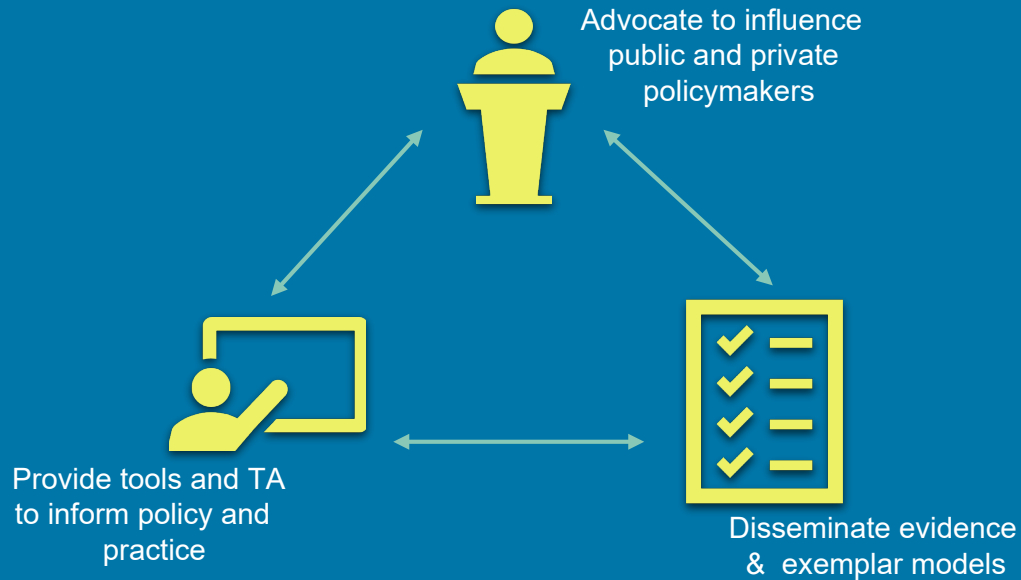 Advocate to influence
public and private
policymakers
Provide tools and TA
to inform policy and
practice
Disseminate evidence
& exemplar models